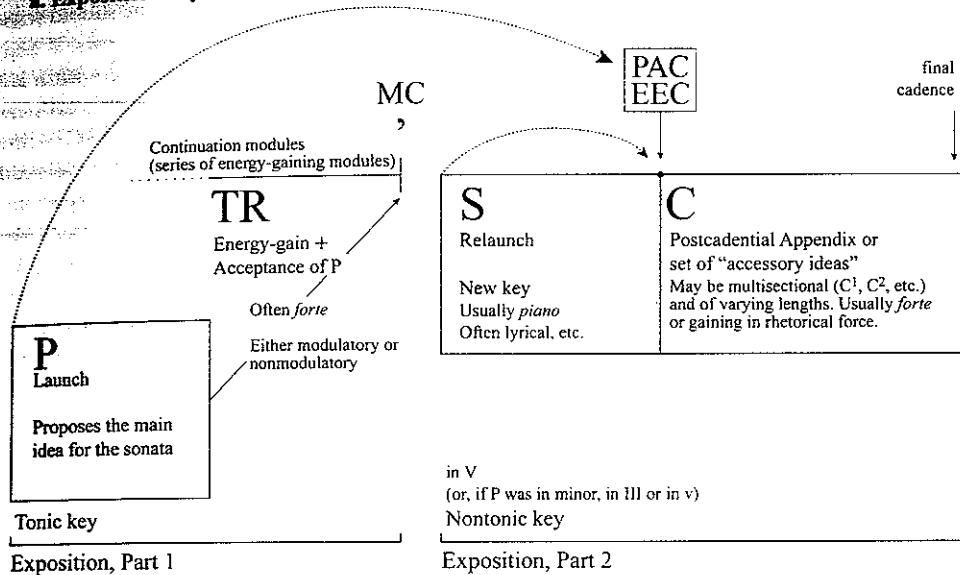 MC
,
Continuation modules
(series of energy-gaining modules)
TR
Energy-gain +
Acceptance of P
Often forte
Either modulatory or
nonmodulatory
P
Launch
Proposes the main
idea for the sonata
Tonic key
Exposition, Part 1
PAC
EEC
final
cadence
S
Relaunch
New key
Usually piano
Often lyrical, etc.
C
Postcadential Appendix or
set of “accessory ideas”
May be multisectional (C¹, C², etc.)
and of varying lengths. Usually forte
or gaining in rhetorical force.
in V
(or, if P was in minor, in III or in v)
Nontonic key
Exposition, Part 2